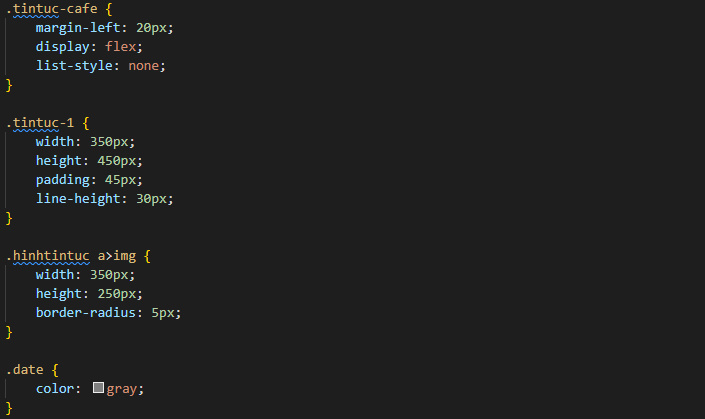 .tintuc-cafe {
    margin-left: 20px;
    display: flex;
    list-style: none;
}

.tintuc-1 {
    width: 350px;
    height: 450px;
    padding: 45px;
    line-height: 30px;
}

.hinhtintuc a>img {
    width: 350px;
    height: 250px;
    border-radius: 5px;
}

.date {
    color: gray;
}